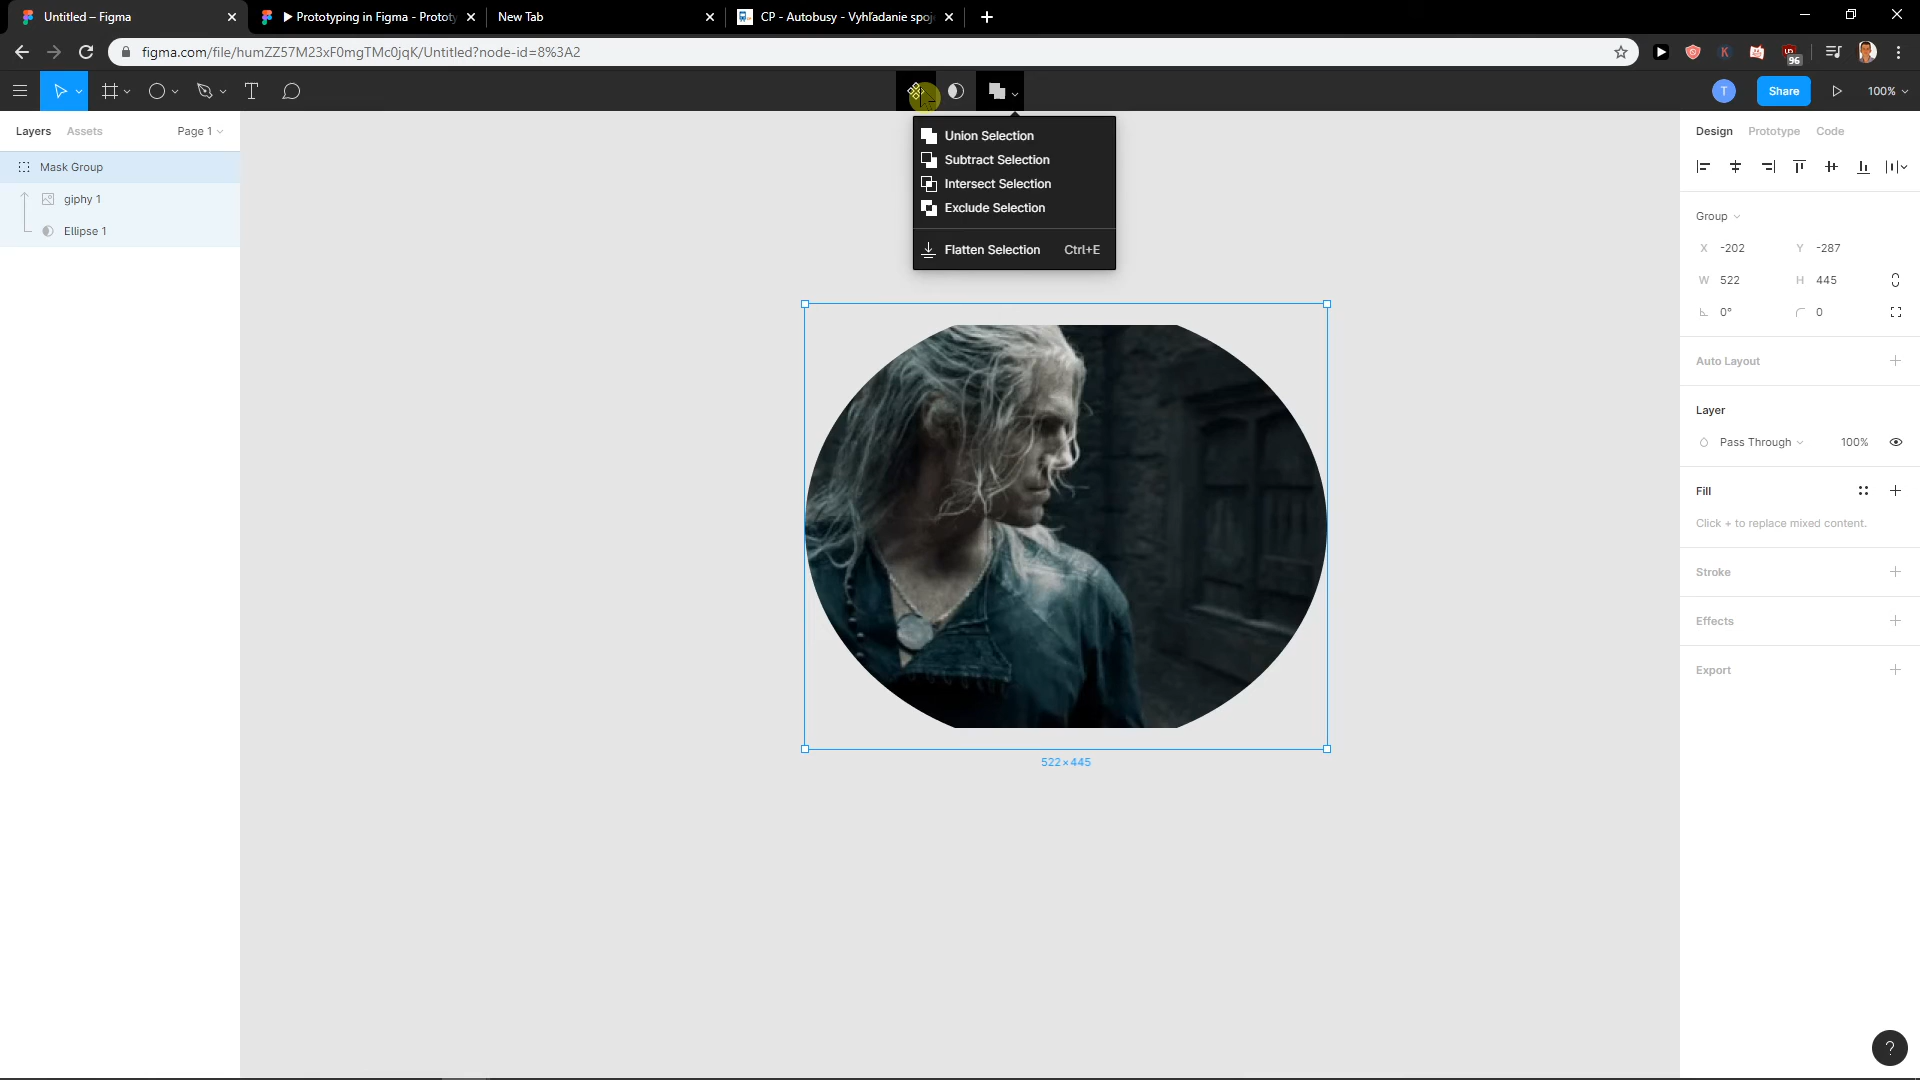 Untitled – Figma
▶ Prototyping in Figma - Prototy
New Tab
CP - Autobusy - Vyhľadanie spoje
figma.com/file/humZZ57M23xF0mgTMc0jqK/Untitled?node-id=8%3A2
K
96
T
Share
100%
Layers
Assets
Page 1
Union Selection
Subtract Selection
Intersect Selection
Exclude Selection
Flatten Selection Ctrl+E
Mask Group
giphy 1
Ellipse 1
522 × 445
Design
Prototype
Code
Group
X -202 Y -287
W 522 H 445
0° 0
Auto Layout
Layer
Pass Through 100%
Fill
Click + to replace mixed content.
Stroke
Effects
Export
?